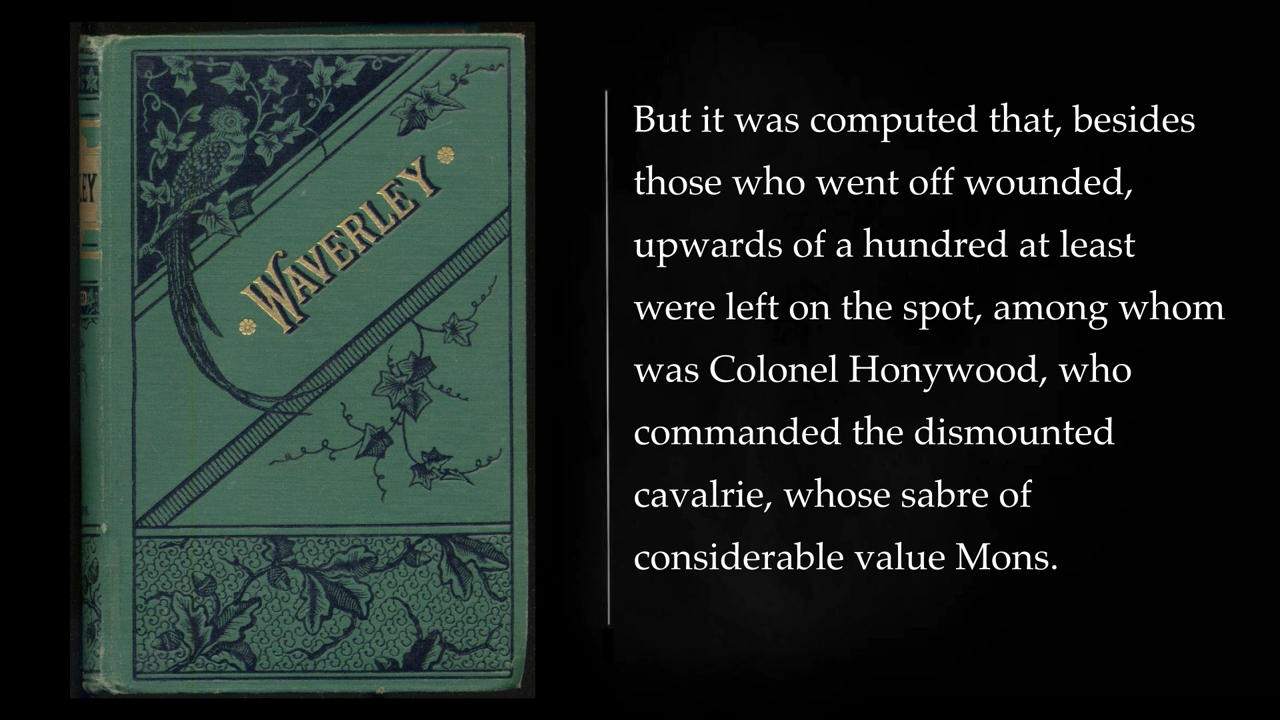 WAVERLEY
EY
But it was computed that, besides
those who went off wounded,
upwards of a hundred at least
were left on the spot, among whom
was Colonel Honywood, who
commanded the dismounted
cavalrie, whose sabre of
considerable value Mons.